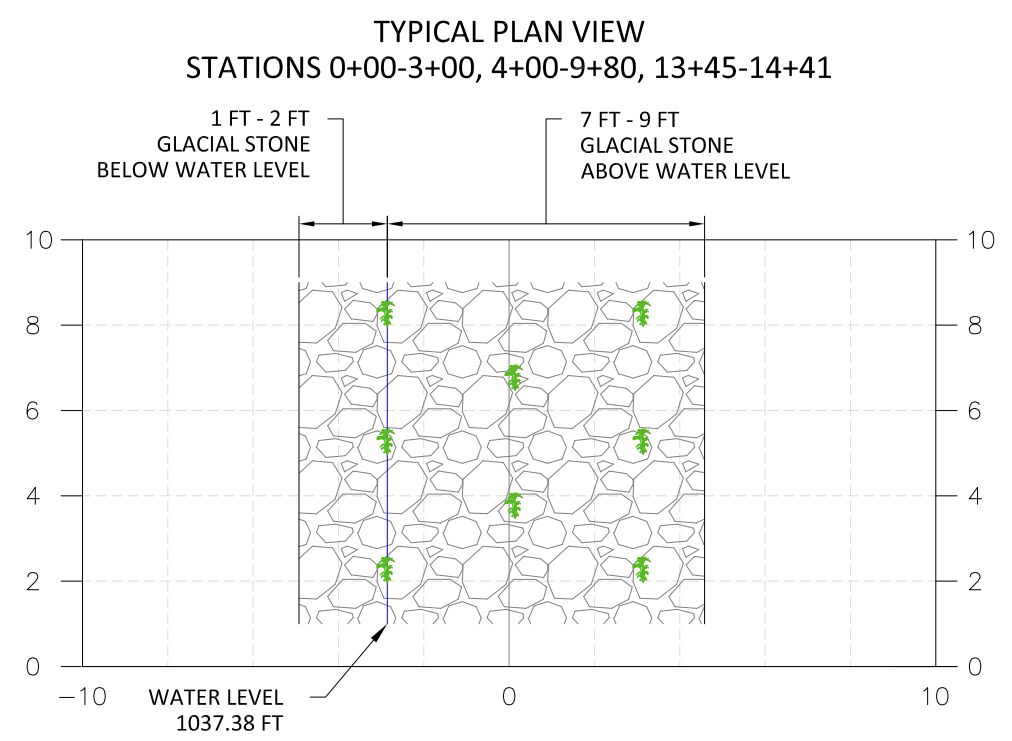 TYPICAL PLAN VIEW
STATIONS 0+00-3+00, 4+00-9+80, 13+45-14+41
1 FT - 2 FT
GLACIAL STONE
BELOW WATER LEVEL
7 FT - 9 FT
GLACIAL STONE
ABOVE WATER LEVEL
10 10
8 8
6 6
4 4
2 2
0 0
-10 0 10
WATER LEVEL
1037.38 FT